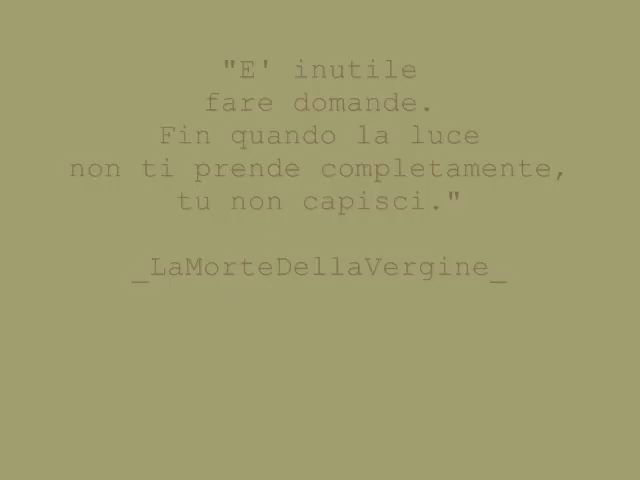 "E' inutile
fare domande.
Fin quando la luce
non ti prende completamente,
tu non capisci."
_LaMorteDellaVergine_